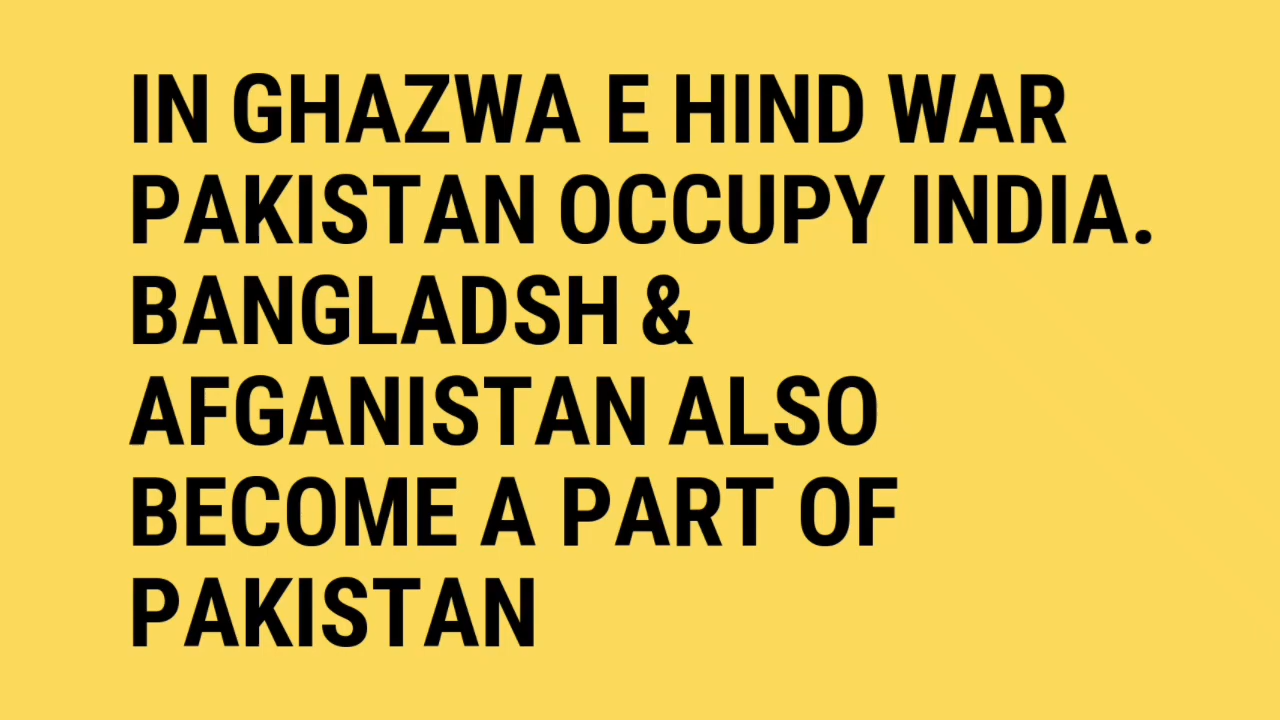 IN GHAZWA E HIND WAR
PAKISTAN OCCUPY INDIA.
BANGLADSH &
AFGANISTAN ALSO
BECOME A PART OF
PAKISTAN